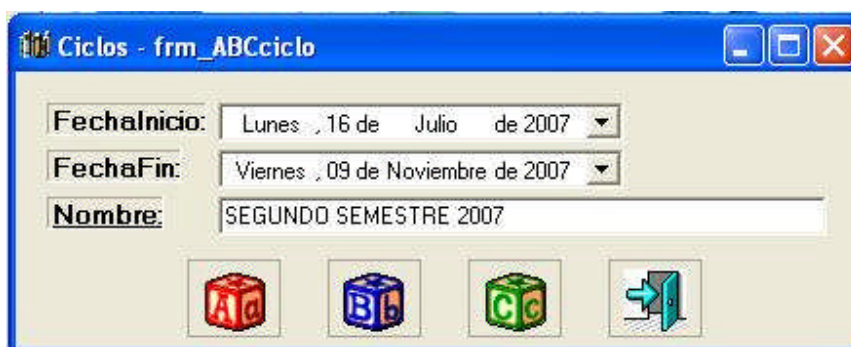 Ciclos - frm_ABCciclo
FechaInicio: Lunes , 16 de Julio de 2007
FechaFin: Viernes , 09 de Noviembre de 2007
Nombre: SEGUNDO SEMESTRE 2007
A a B b C c